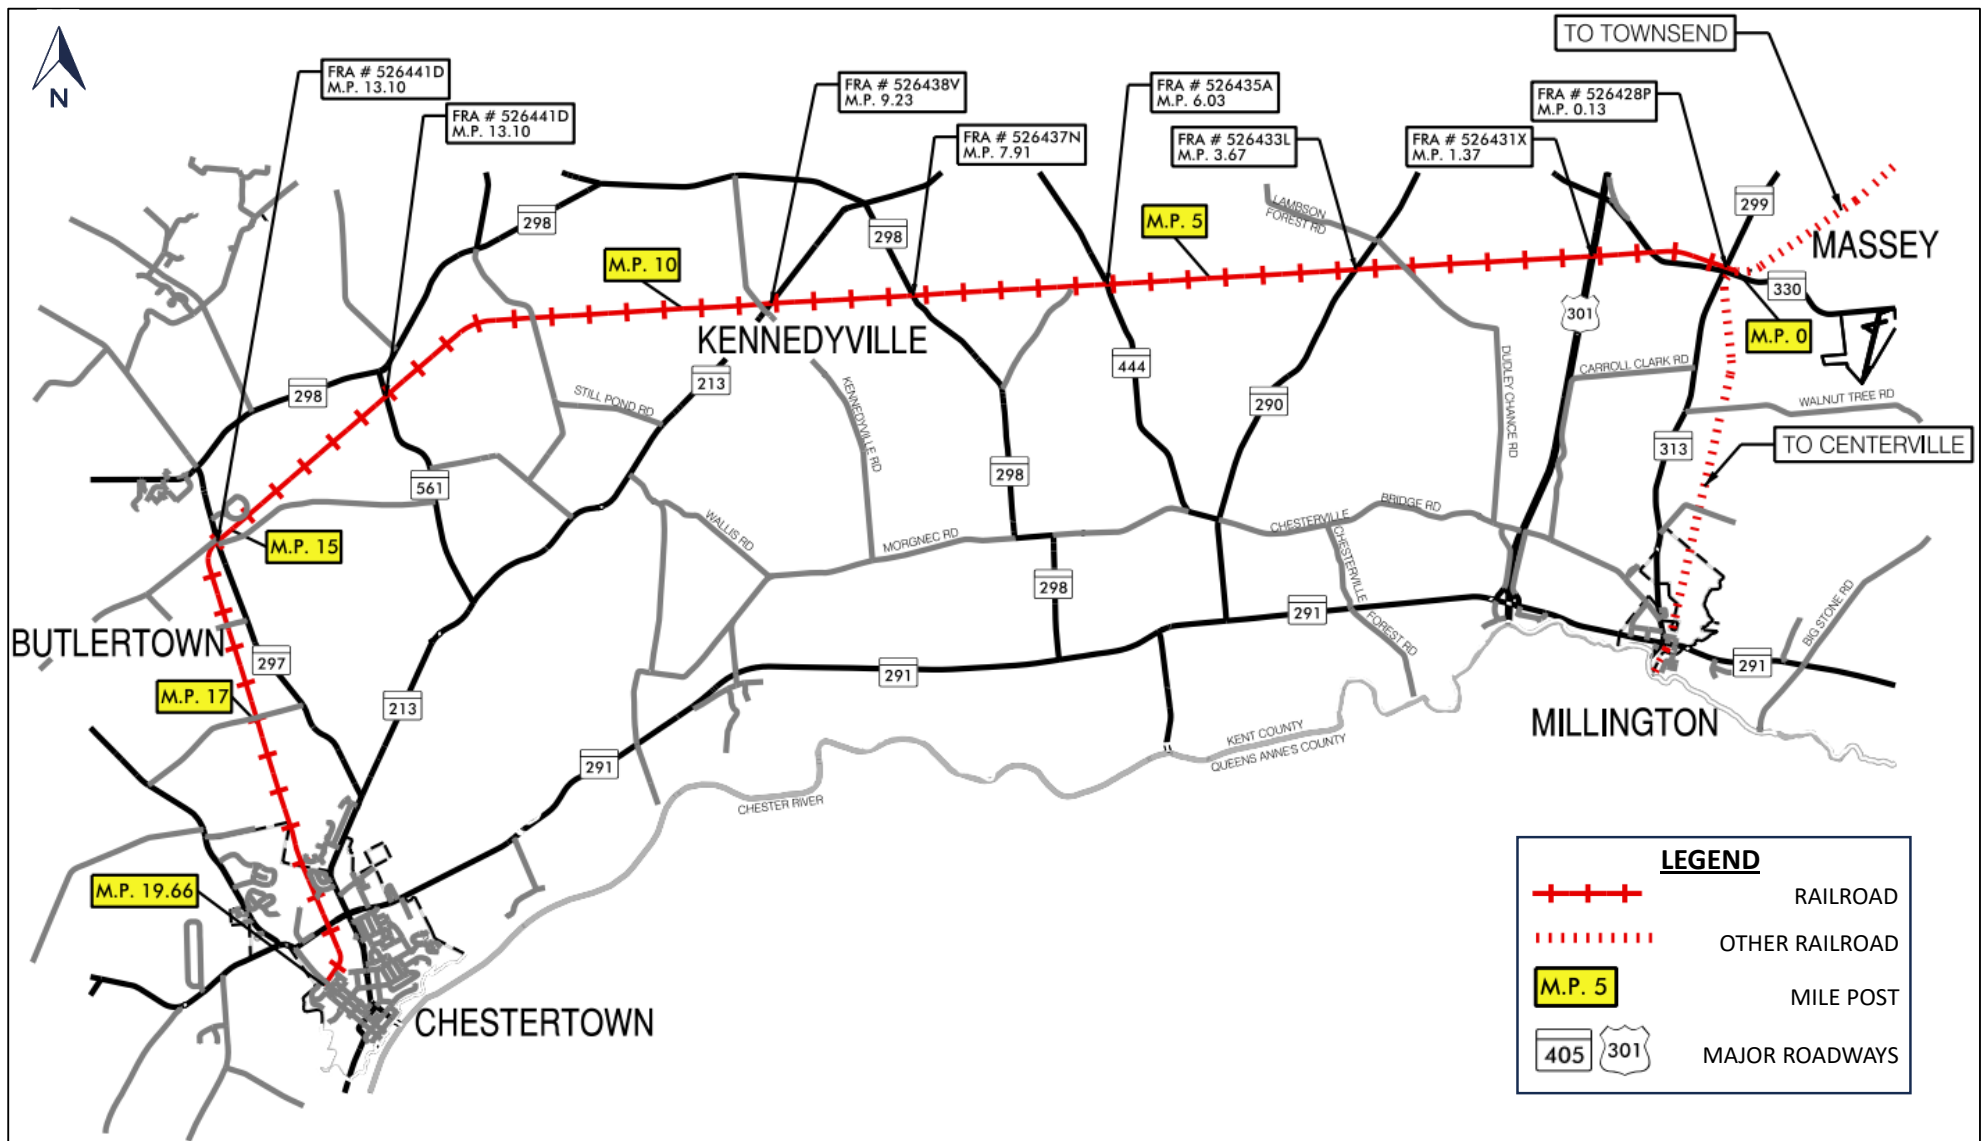 TO TOWNSEND
FRA # 526441D
M.P. 13.10
FRA # 526441D
M.P. 13.10
FRA # 526438V
M.P. 9.23
FRA # 526437N
M.P. 7.91
FRA # 526435A
M.P. 6.03
FRA # 526433L
M.P. 3.67
FRA # 526431X
M.P. 1.37
FRA # 526428P
M.P. 0.13
N
298
298
299
LAMBSON
FOREST RD
M.P. 5
M.P. 10
MASSEY
330
301
M.P. 0
KENNEDYVILLE
298
213
444
290
STILL POND RD
KENNEDYVILLE RD
DUDLEY CHANCE RD
CARROLL CLARK RD
WALNUT TREE RD
313
TO CENTERVILLE
561
298
WALLIS RD
MORGNEC RD
CHESTERVILLE
BRIDGE RD
CHESTERVILLE
FOREST RD
M.P. 15
298
291
BIG STONE RD
BUTLERTOWN
297
M.P. 17
213
291
291
MILLINGTON
KENT COUNTY
QUEENS ANNE'S COUNTY
291
CHESTER RIVER
M.P. 19.66
CHESTERTOWN
LEGEND
RAILROAD
OTHER RAILROAD
M.P. 5
MILE POST
405
301
MAJOR ROADWAYS